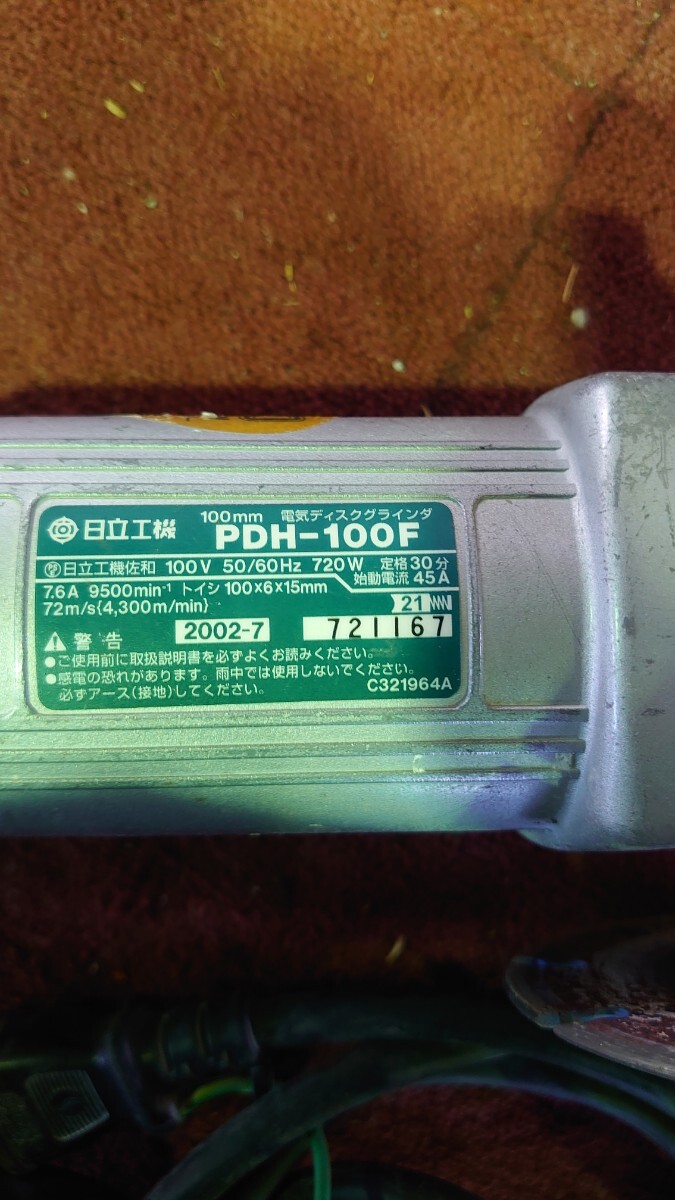 日立工機 100mm 電気ディスクグラインダ
PDH-100F
日立工機佐和 100V 50/60Hz 720W 定格30分
始動電流45A
7.6A 9500min⁻¹ トイシ 100×6×15mm
72m/s{4,300m/min} 21
警告 2002-7 721167
●ご使用前に取扱説明書を必ずよくお読みください。
●感電の恐れがあります。雨中では使用しないでください。
必ずアース(接地)してください。 C321964A